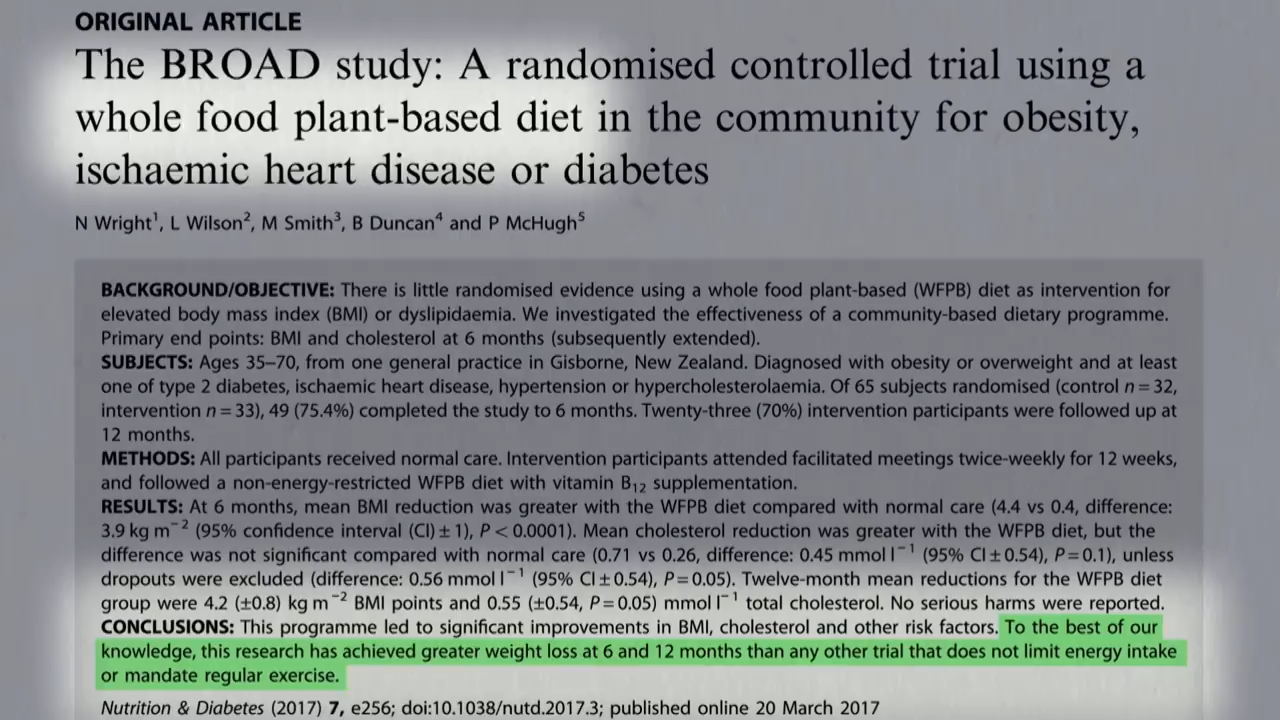 ORIGINAL ARTICLE
The BROAD study: A randomised controlled trial using a
whole food plant-based diet in the community for obesity,
ischaemic heart disease or diabetes
N Wright¹, L Wilson², M Smith³, B Duncan⁴ and P McHugh⁵
BACKGROUND/OBJECTIVE: There is little randomised evidence using a whole food plant-based (WFPB) diet as intervention for
elevated body mass index (BMI) or dyslipidaemia. We investigated the effectiveness of a community-based dietary programme.
Primary end points: BMI and cholesterol at 6 months (subsequently extended).
SUBJECTS: Ages 35–70, from one general practice in Gisborne, New Zealand. Diagnosed with obesity or overweight and at least
one of type 2 diabetes, ischaemic heart disease, hypertension or hypercholesterolaemia. Of 65 subjects randomised (control n = 32,
intervention n = 33), 49 (75.4%) completed the study to 6 months. Twenty-three (70%) intervention participants were followed up at
12 months.
METHODS: All participants received normal care. Intervention participants attended facilitated meetings twice-weekly for 12 weeks,
and followed a non-energy-restricted WFPB diet with vitamin B₁₂ supplementation.
RESULTS: At 6 months, mean BMI reduction was greater with the WFPB diet compared with normal care (4.4 vs 0.4, difference:
3.9 kg m⁻² (95% confidence interval (CI) ± 1), P < 0.0001). Mean cholesterol reduction was greater with the WFPB diet, but the
difference was not significant compared with normal care (0.71 vs 0.26, difference: 0.45 mmol l⁻¹ (95% CI ± 0.54), P = 0.1), unless
dropouts were excluded (difference: 0.56 mmol l⁻¹ (95% CI ± 0.54), P = 0.05). Twelve-month mean reductions for the WFPB diet
group were 4.2 (±0.8) kg m⁻² BMI points and 0.55 (±0.54, P = 0.05) mmol l⁻¹ total cholesterol. No serious harms were reported.
CONCLUSIONS: This programme led to significant improvements in BMI, cholesterol and other risk factors. To the best of our
knowledge, this research has achieved greater weight loss at 6 and 12 months than any other trial that does not limit energy intake
or mandate regular exercise.
Nutrition & Diabetes (2017) 7, e256; doi:10.1038/nutd.2017.3; published online 20 March 2017